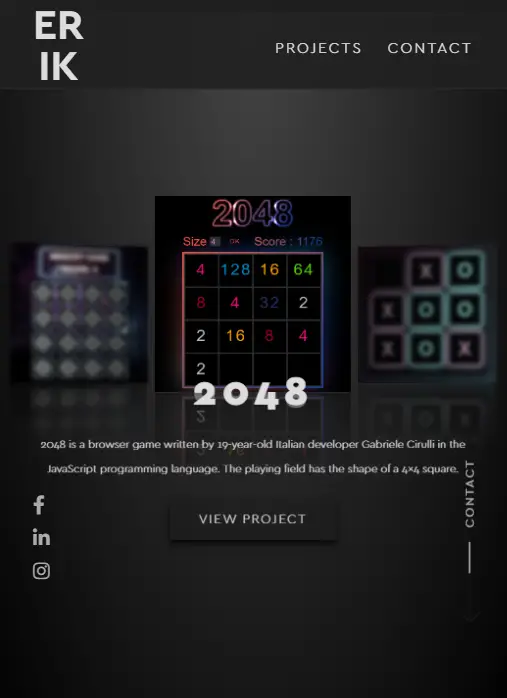 ER
IK
PROJECTS CONTACT
2048
Size 4 OK Score : 1176
4 128 16 64
8 4 32 2
2 16 8 4
2
X O
X O
X O X
2048
2048 is a browser game written by 19-year-old Italian developer Gabriele Cirulli in the
JavaScript programming language. The playing field has the shape of a 4×4 square.
CONTACT
VIEW PROJECT